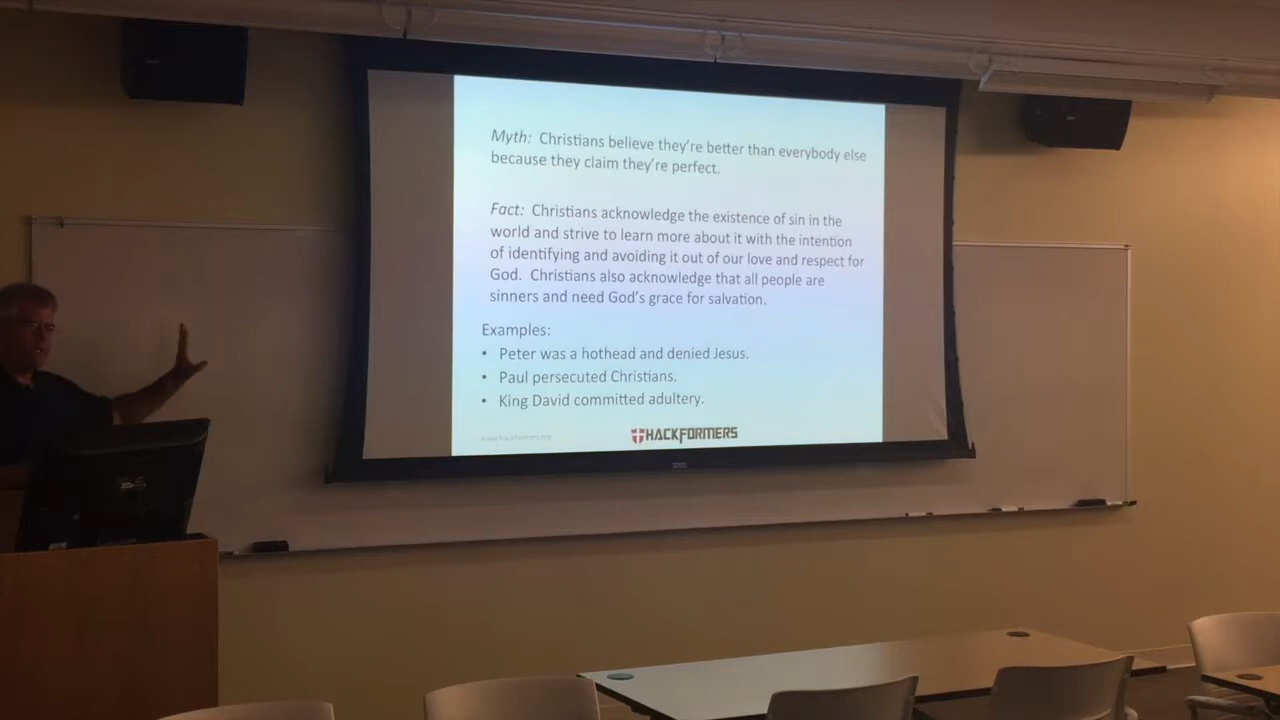 Myth: Christians believe they're better than everybody else
because they claim they're perfect.
Fact: Christians acknowledge the existence of sin in the
world and strive to learn more about it with the intention
of identifying and avoiding it out of our love and respect for
God. Christians also acknowledge that all people are
sinners and need God's grace for salvation.
Examples:
• Peter was a hothead and denied Jesus.
• Paul persecuted Christians.
• King David committed adultery.
www.hackformers.org
HACKFORMERS